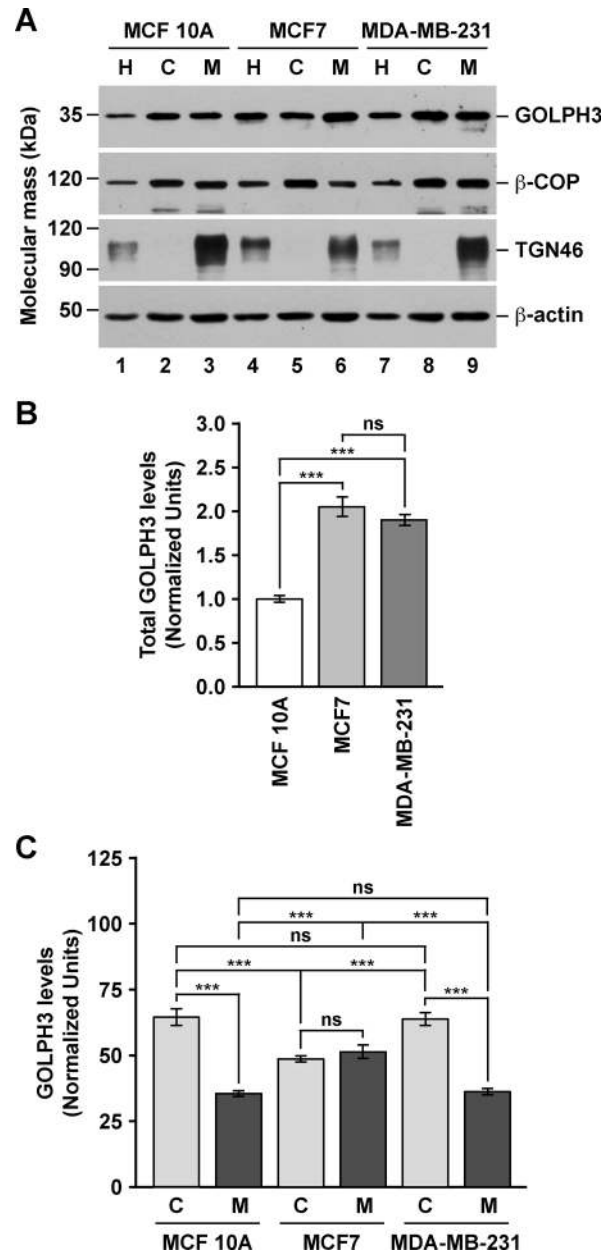 A
MCF 10A MCF7 MDA-MB-231
H C M H C M H C M
Molecular mass (kDa)
35 GOLPH3
120 β-COP
120
90
TGN46
50 β-actin
1 2 3 4 5 6 7 8 9
B
Total GOLPH3 levels
(Normalized Units)
3.0
2.5
2.0
1.5
1.0
0.5
0.0
ns
***
***
MCF 10A
MCF7
MDA-MB-231
C
GOLPH3 levels
(Normalized Units)
125
100
75
50
25
0
ns
*** ***
ns
*** ***
*** ns ***
C M C M C M
MCF 10A MCF7 MDA-MB-231